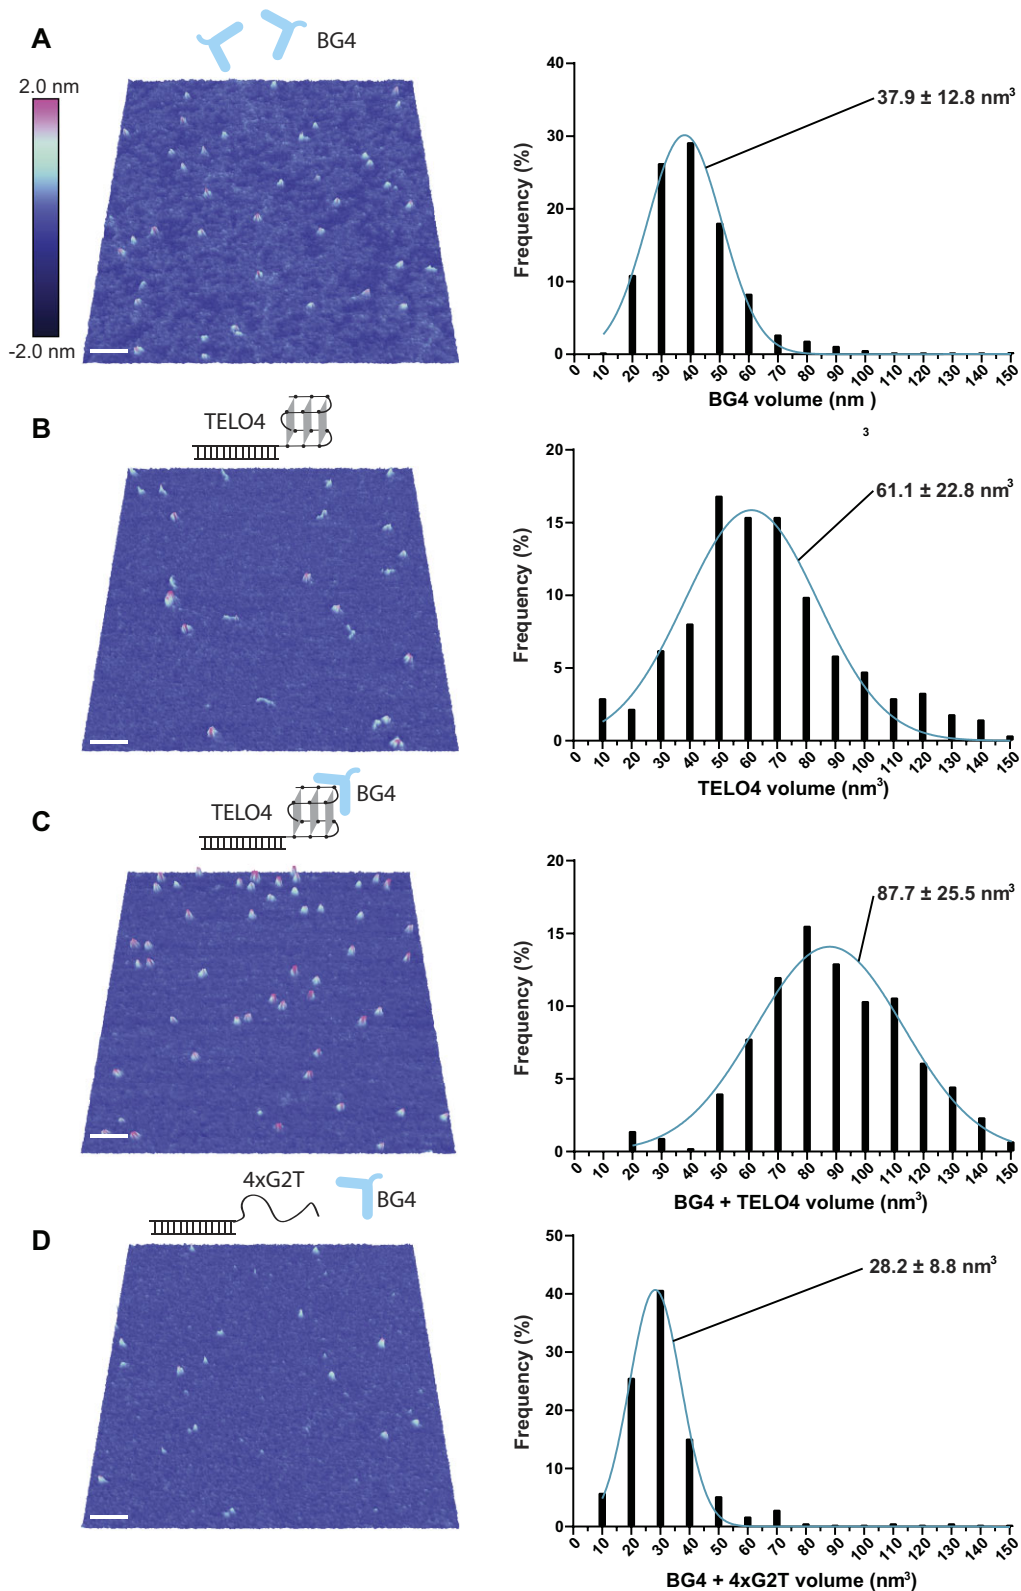 A
BG4
2.0 nm
-2.0 nm
40
30
20
10
0
Frequency (%)
37.9 ± 12.8 nm³
0 10 20 30 40 50 60 70 80 90 100 110 120 130 140 150
BG4 volume (nm )
3
B
TELO4
20
15
10
5
0
Frequency (%)
61.1 ± 22.8 nm³
0 10 20 30 40 50 60 70 80 90 100 110 120 130 140 150
TELO4 volume (nm³)
C
TELO4
BG4
20
15
10
5
0
Frequency (%)
87.7 ± 25.5 nm³
0 10 20 30 40 50 60 70 80 90 100 110 120 130 140 150
BG4 + TELO4 volume (nm³)
D
4xG2T
BG4
50
40
30
20
10
0
Frequency (%)
28.2 ± 8.8 nm³
0 10 20 30 40 50 60 70 80 90 100 110 120 130 140 150
BG4 + 4xG2T volume (nm³)